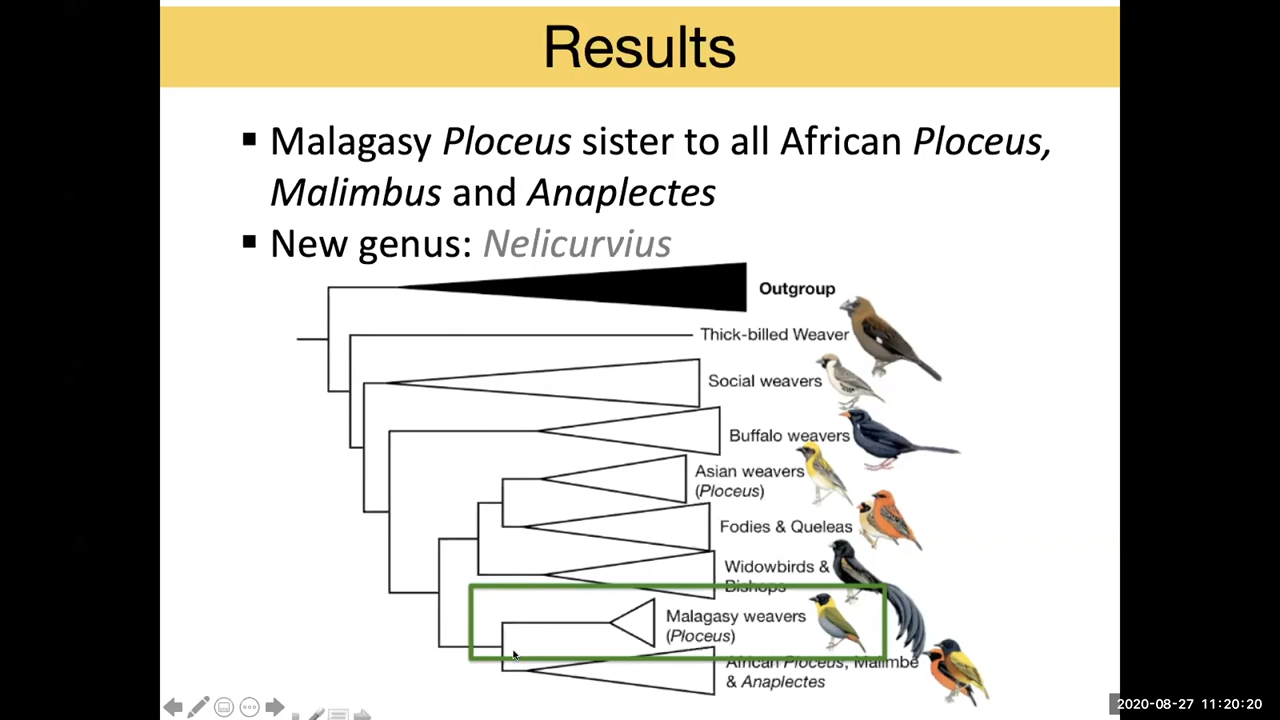 Results
▪ Malagasy Ploceus sister to all African Ploceus,
Malimbus and Anaplectes
▪ New genus: Nelicurvius
Outgroup
Thick-billed Weaver
Social weavers
Buffalo weavers
Asian weavers
(Ploceus)
Fodies & Queleas
Widowbirds &
Bishops
Malagasy weavers
(Ploceus)
African Ploceus, Malimbe
& Anaplectes
2020-08-27 11:20:20